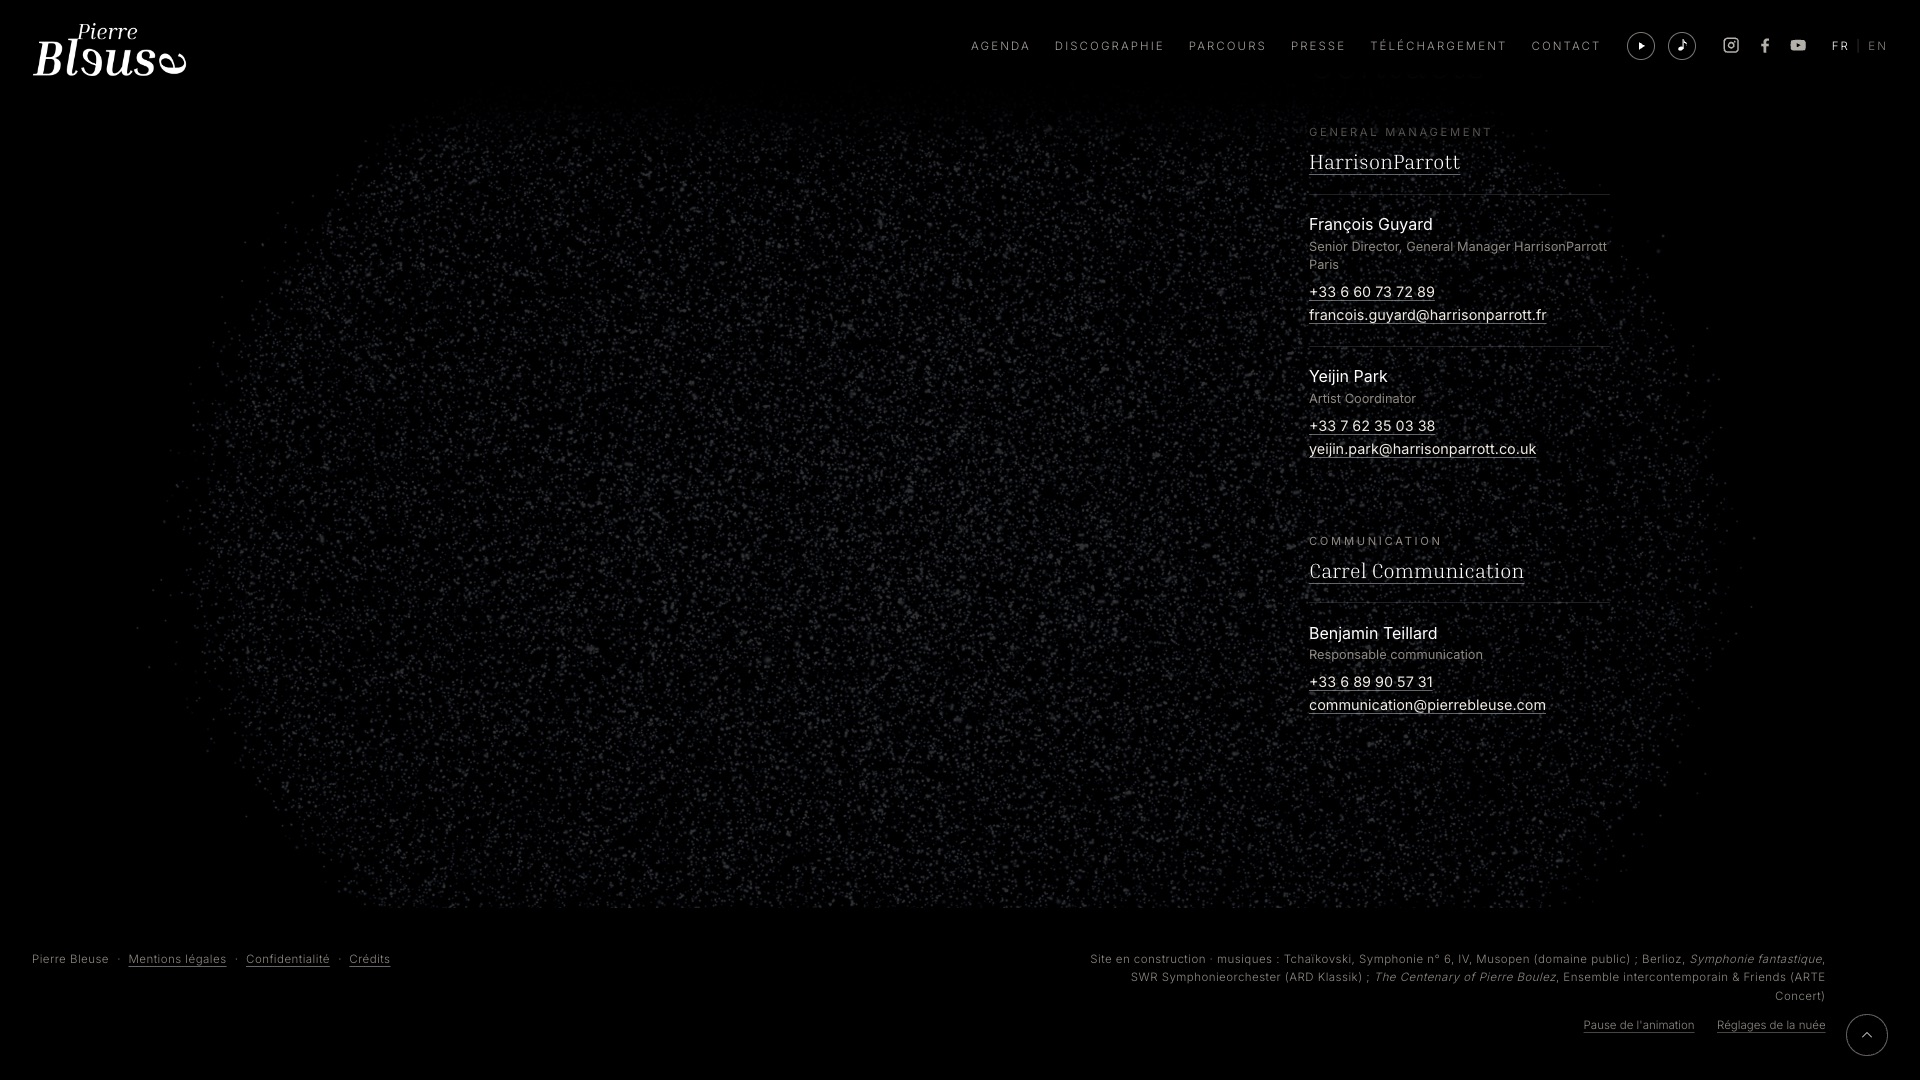 Pierre
Bleuse
AGENDA DISCOGRAPHIE PARCOURS PRESSE TÉLÉCHARGEMENT CONTACT FR | EN
GENERAL MANAGEMENT
HarrisonParrott
François Guyard
Senior Director, General Manager HarrisonParrott
Paris
+33 6 60 73 72 89
francois.guyard@harrisonparrott.fr
Yeijin Park
Artist Coordinator
+33 7 62 35 03 38
yeijin.park@harrisonparrott.co.uk
COMMUNICATION
Carrel Communication
Benjamin Teillard
Responsable communication
+33 6 89 90 57 31
communication@pierrebleuse.com
Pierre Bleuse · Mentions légales · Confidentialité · Crédits
Site en construction · musiques : Tchaïkovski, Symphonie n° 6, IV, Musopen (domaine public) ; Berlioz, Symphonie fantastique,
SWR Symphonieorchester (ARD Klassik) ; The Centenary of Pierre Boulez, Ensemble intercontemporain & Friends (ARTE
Concert)
Pause de l'animation Réglages de la nuée